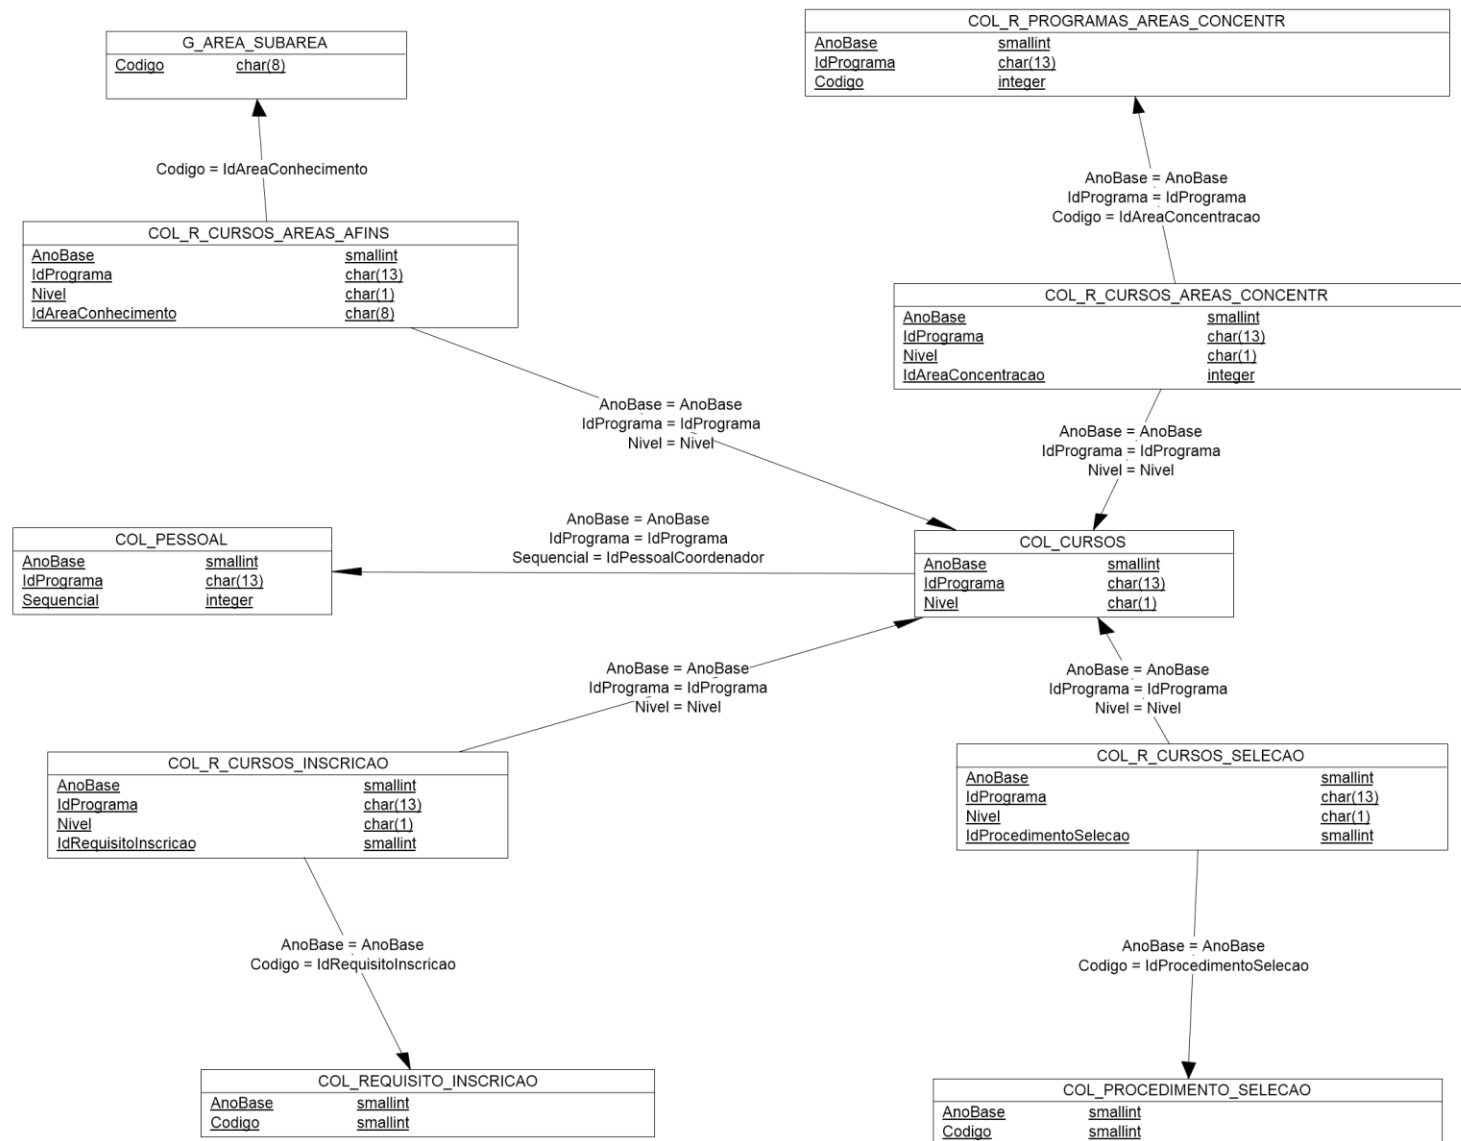 G_AREA_SUBAREA
Codigo char(8)
COL_R_PROGRAMAS_AREAS_CONCENTR
AnoBase smallint
IdPrograma char(13)
Codigo integer
Codigo = IdAreaConhecimento
AnoBase = AnoBase
IdPrograma = IdPrograma
Codigo = IdAreaConcentracao
COL_R_CURSOS_AREAS_AFINS
AnoBase smallint
IdPrograma char(13)
Nivel char(1)
IdAreaConhecimento char(8)
COL_R_CURSOS_AREAS_CONCENTR
AnoBase smallint
IdPrograma char(13)
Nivel char(1)
IdAreaConcentracao integer
AnoBase = AnoBase
IdPrograma = IdPrograma
Nivel = Nivel
AnoBase = AnoBase
IdPrograma = IdPrograma
Nivel = Nivel
COL_PESSOAL
AnoBase smallint
IdPrograma char(13)
Sequencial integer
AnoBase = AnoBase
IdPrograma = IdPrograma
Sequencial = IdPessoalCoordenador
COL_CURSOS
AnoBase smallint
IdPrograma char(13)
Nivel char(1)
AnoBase = AnoBase
IdPrograma = IdPrograma
Nivel = Nivel
AnoBase = AnoBase
IdPrograma = IdPrograma
Nivel = Nivel
COL_R_CURSOS_INSCRICAO
AnoBase smallint
IdPrograma char(13)
Nivel char(1)
IdRequisitoInscricao smallint
COL_R_CURSOS_SELECAO
AnoBase smallint
IdPrograma char(13)
Nivel char(1)
IdProcedimentoSelecao smallint
AnoBase = AnoBase
Codigo = IdRequisitoInscricao
AnoBase = AnoBase
Codigo = IdProcedimentoSelecao
COL_REQUISITO_INSCRICAO
AnoBase smallint
Codigo smallint
COL_PROCEDIMENTO_SELECAO
AnoBase smallint
Codigo smallint